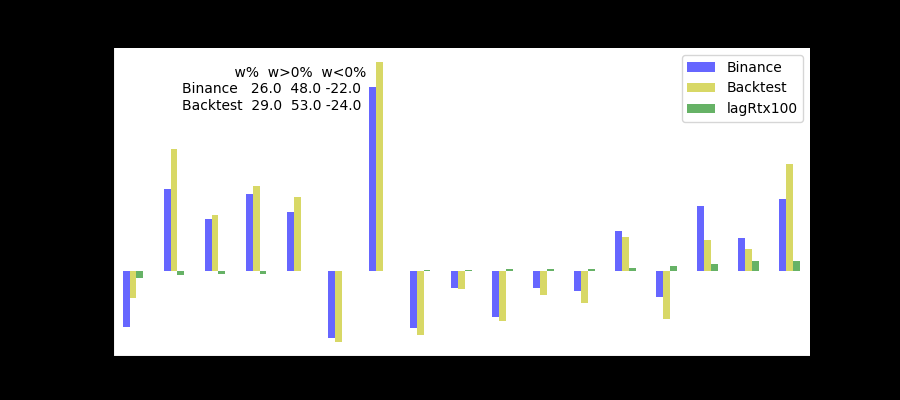 w% w>0% w<0%
Binance 26.0 48.0 -22.0
Backtest 29.0 53.0 -24.0
Binance
Backtest
lagRtx100